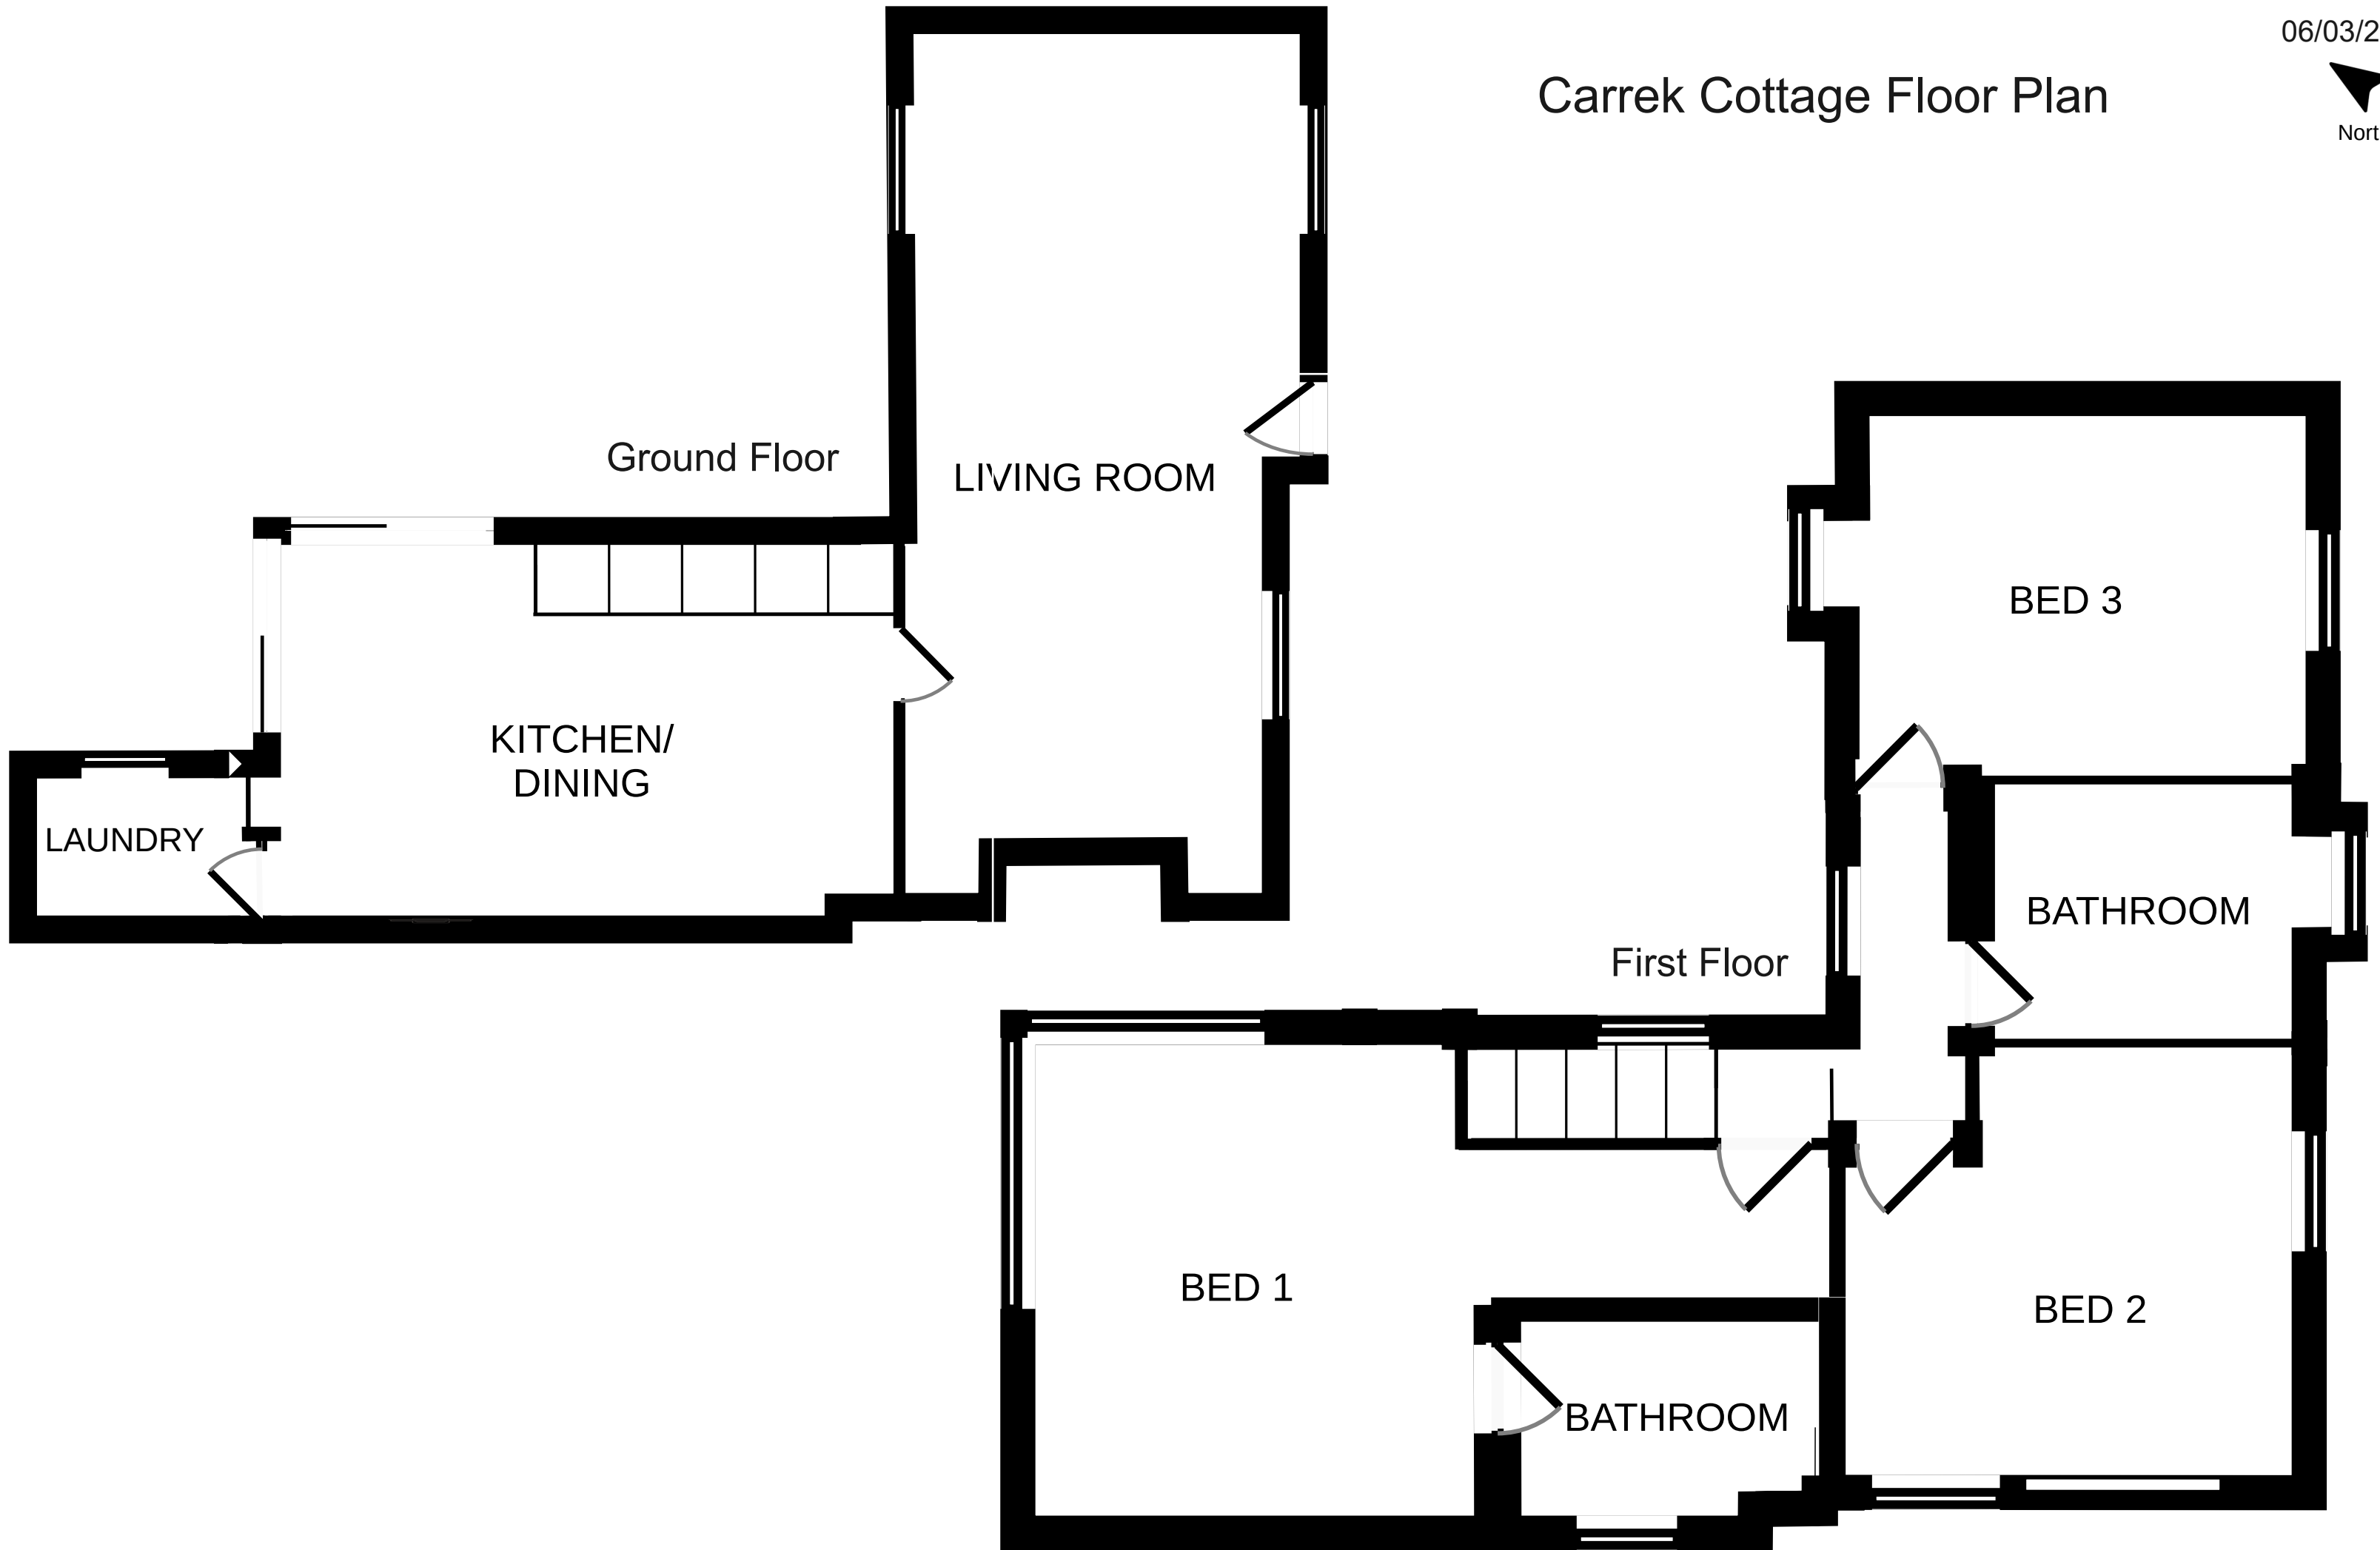 06/03/2
Carrek Cottage Floor Plan
Nort
Ground Floor
LIVING ROOM
KITCHEN/
DINING
LAUNDRY
BED 3
BATHROOM
First Floor
BED 1
BED 2
BATHROOM